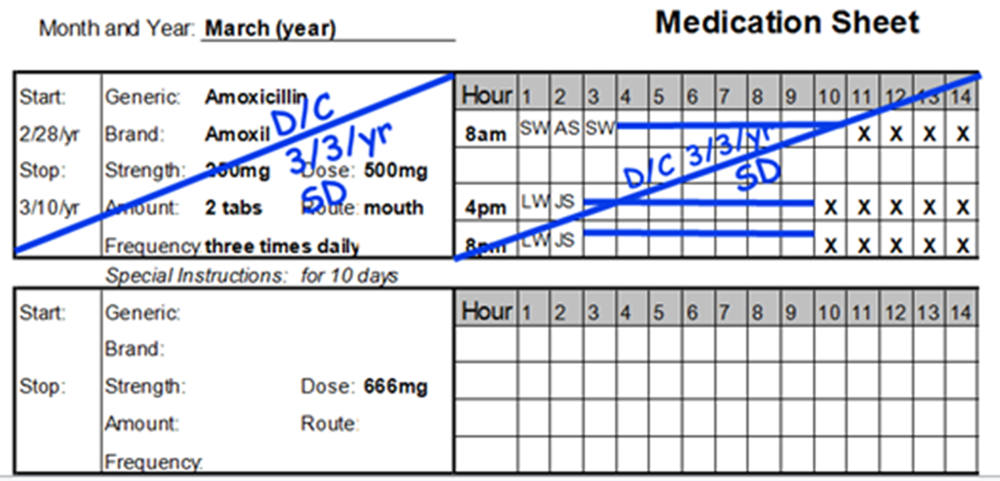 Month and Year: March (year)
Medication Sheet
Start: Generic: Amoxicillin
2/28/yr Brand: Amoxil
Stop: Strength: 250mg Dose: 500mg
3/10/yr Amount: 2 tabs Route: mouth
Frequency three times daily
D/C
3/3/yr
SD
Hour 1 2 3 4 5 6 7 8 9 10 11 12 13 14
8am SW AS SW X X X X
4pm LW JS X X X X X
8pm LW JS X X X X X
D/C 3/3/yr
SD
Special Instructions: for 10 days
Start: Generic:
Brand:
Stop: Strength: Dose: 666mg
Amount: Route:
Frequency:
Hour 1 2 3 4 5 6 7 8 9 10 11 12 13 14